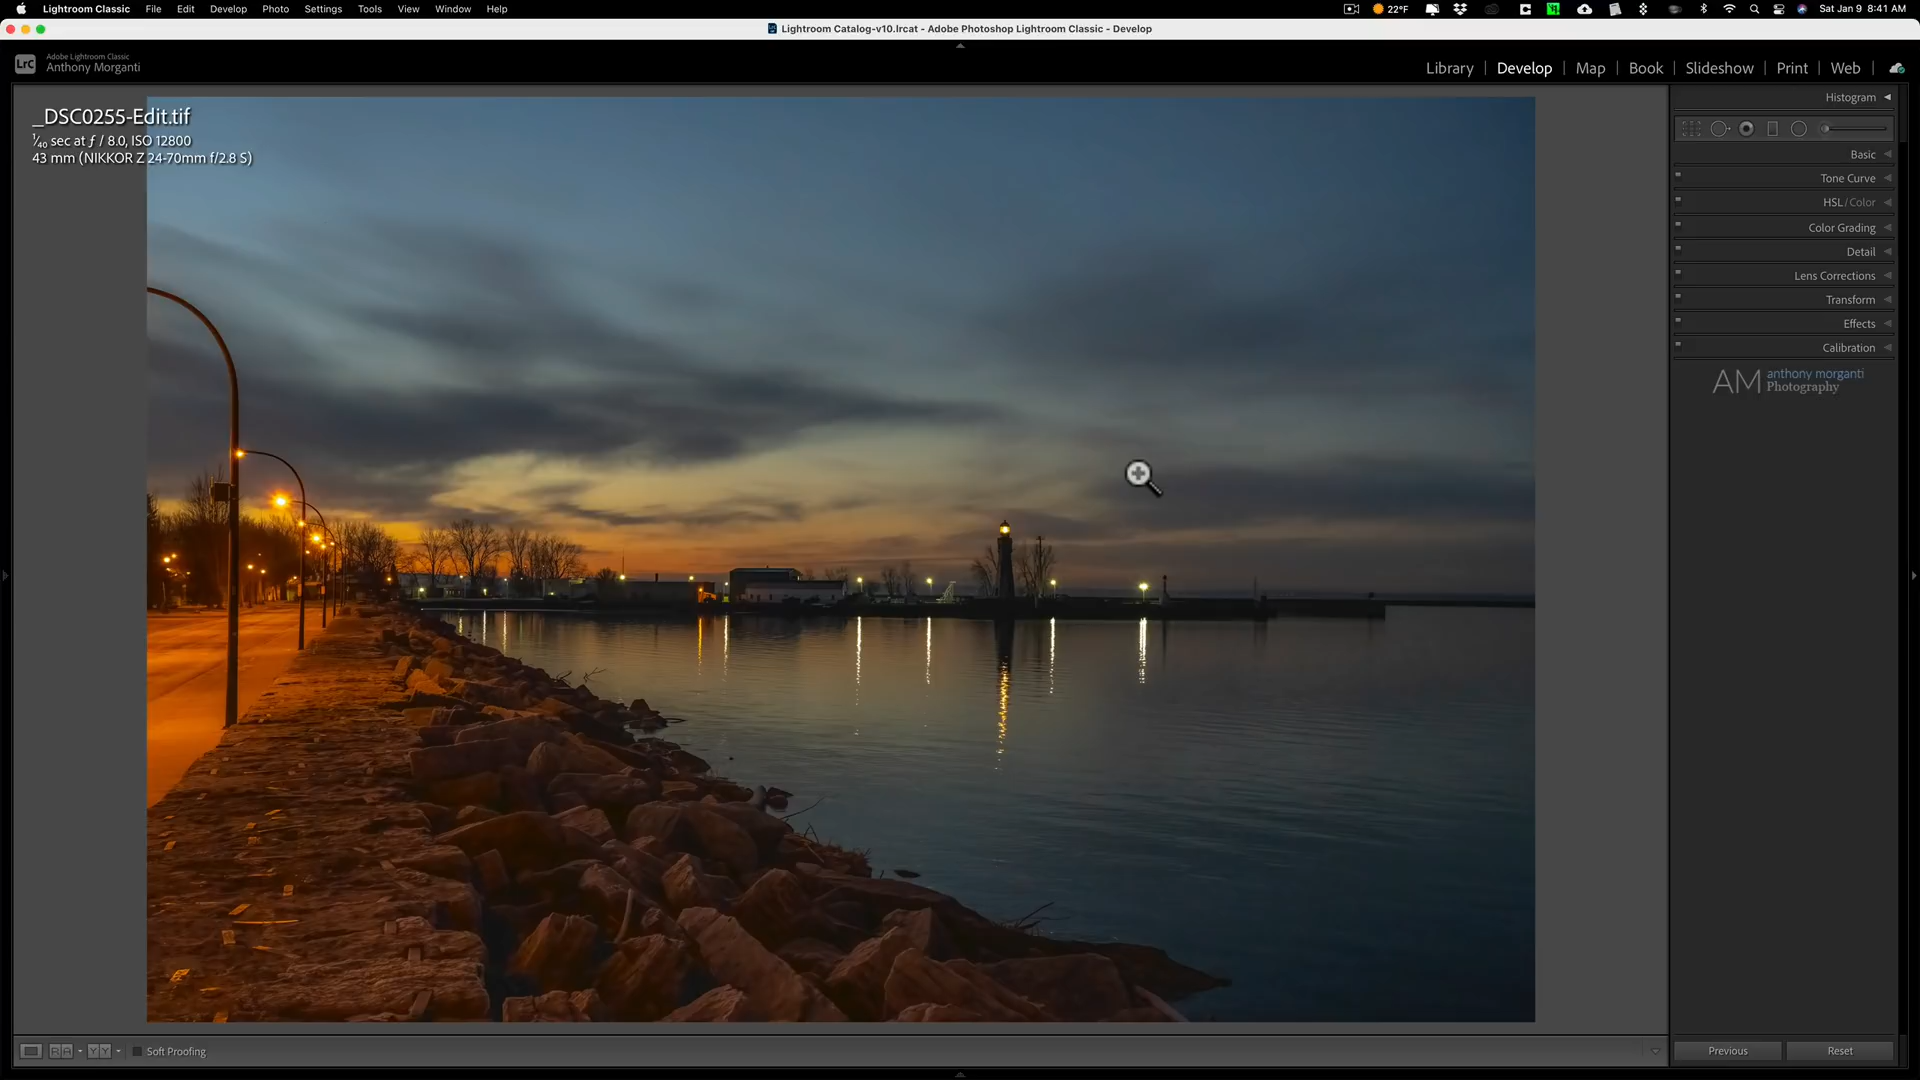 Lightroom Classic File Edit Develop Photo Settings Tools View Window Help 22°F Sat Jan 9 8:41 AM
Lightroom Catalog-v10.lrcat - Adobe Photoshop Lightroom Classic - Develop
LrC
Adobe Lightroom Classic
Anthony Morganti
Library | Develop | Map | Book | Slideshow | Print | Web
_DSC0255-Edit.tif
1/40 sec at ƒ / 8.0, ISO 12800
43 mm (NIKKOR Z 24-70mm f/2.8 S)
Histogram
Basic
Tone Curve
HSL / Color
Color Grading
Detail
Lens Corrections
Transform
Effects
Calibration
AM anthony morganti
Photography
R A Y Y Soft Proofing
Previous Reset